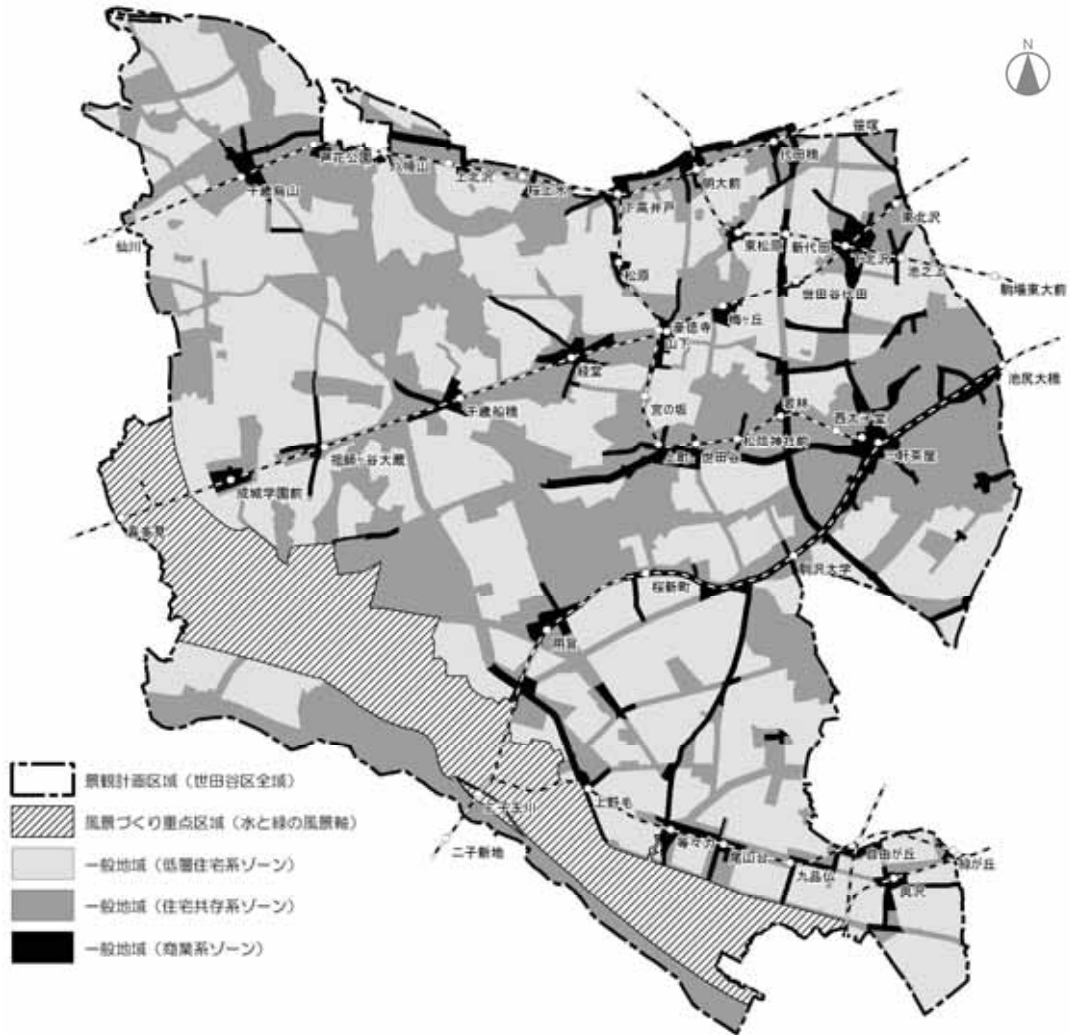 N
笹塚
代田橋
明大前
芦花公園
八幡山
上北沢
桜上水
下高井戸
千歳烏山
仙川
東北沢
東松原
新代田
下北沢
池之上
駒場東大前
松原
世田谷代田
梅ヶ丘
豪徳寺
山下
経堂
池尻大橋
千歳船橋
宮の坂
若林
西太子堂
松陰神社前
三軒茶屋
上町
世田谷
祖師ヶ谷大蔵
成城学園前
喜多見
駒沢大学
桜新町
用賀
上野毛
二子玉川
二子新地
等々力
尾山台
九品仏
自由が丘
緑が丘
奥沢
景観計画区域（世田谷区全域）
風景づくり重点区域（水と緑の風景軸）
一般地域（低層住宅系ゾーン）
一般地域（住宅共存系ゾーン）
一般地域（商業系ゾーン）